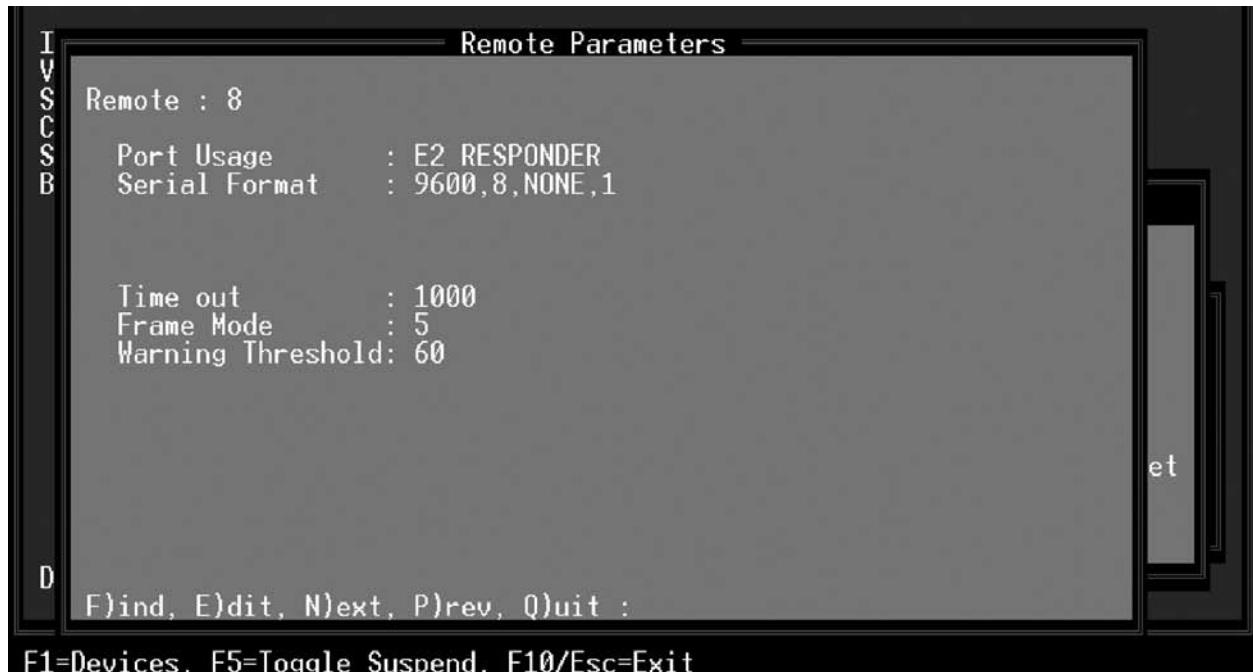 Remote Parameters
I
V
S
C
S
B
Remote : 8
Port Usage : E2 RESPONDER
Serial Format : 9600,8,NONE,1
Time out : 1000
Frame Mode : 5
Warning Threshold: 60
et
D
F)ind, E)dit, N)ext, P)rev, Q)uit :
F1=Devices, F5=Toggle Suspend, F10/Esc=Exit